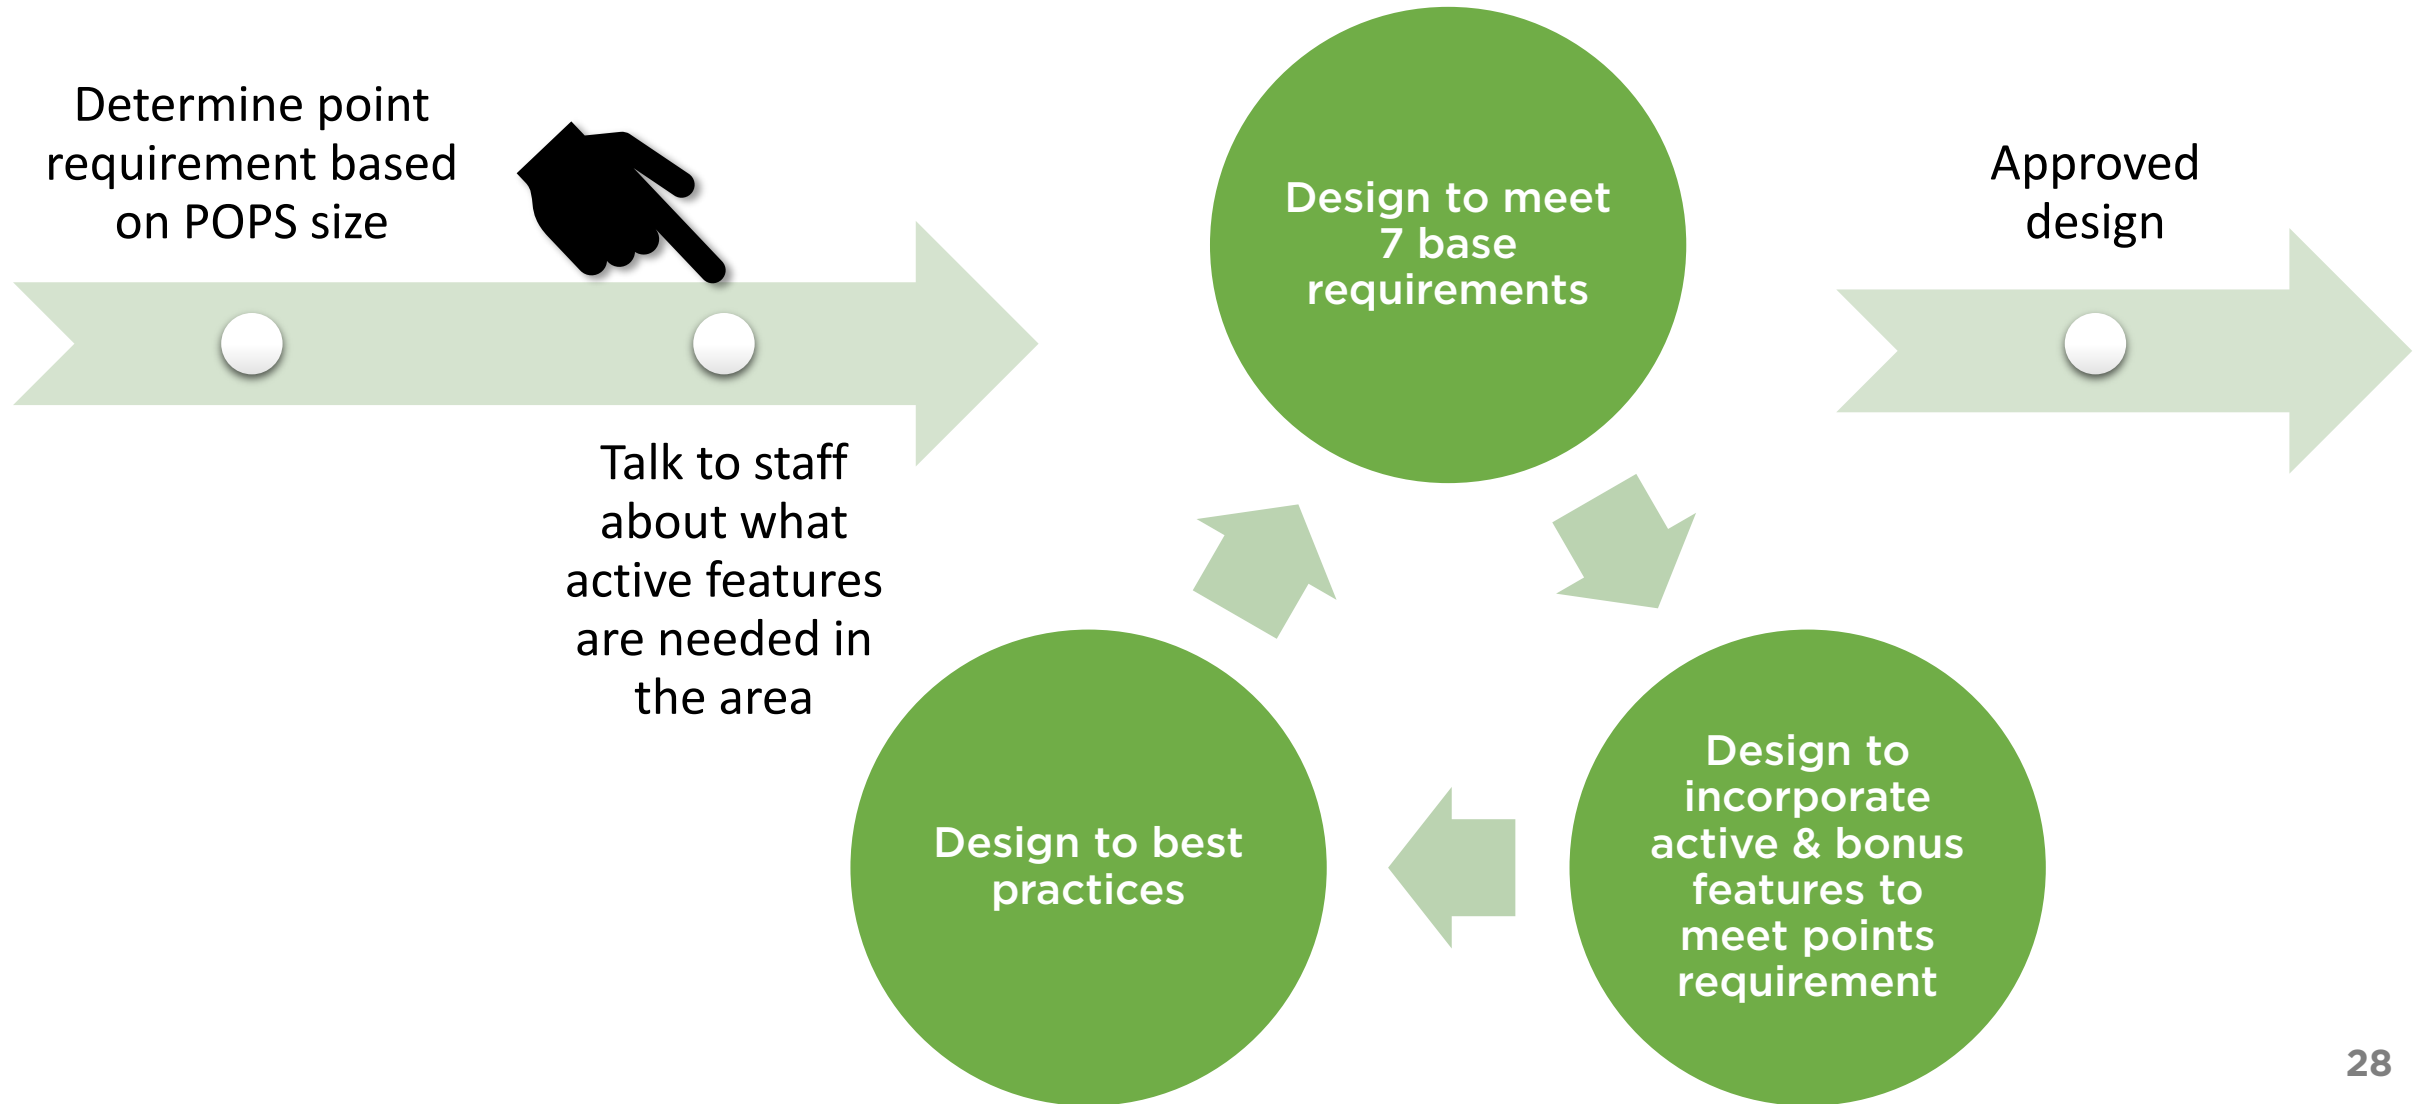 Determine point
requirement based
on POPS size
Talk to staff
about what
active features
are needed in
the area
Design to meet
7 base
requirements
Design to
incorporate
active & bonus
features to
meet points
requirement
Design to best
practices
Approved
design
28